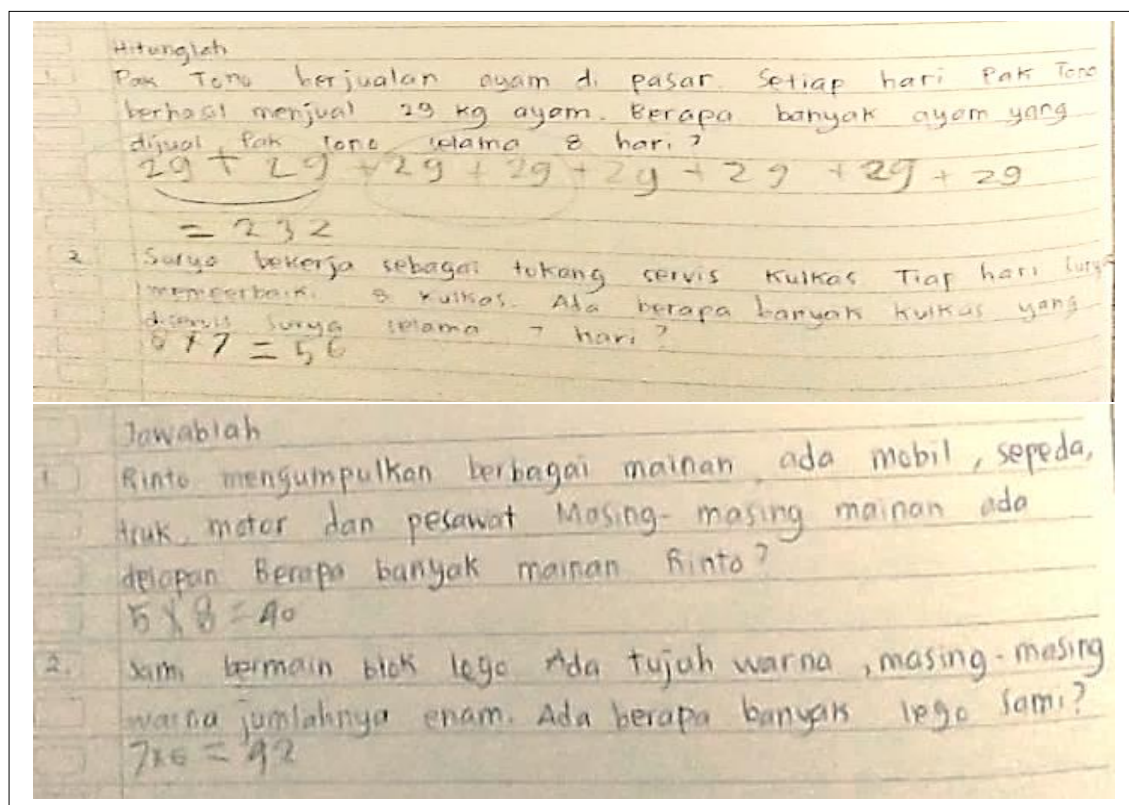 Hitunglah
1. Pak Tono berjualan ayam di pasar. Setiap hari Pak Tono
berhasil menjual 29 kg ayam. Berapa banyak ayam yang
dijual Pak Tono selama 8 hari?
29 + 29 + 29 + 29 + 29 + 29 + 29 + 29
= 232
2 Surya bekerja sebagai tukang servis kulkas Tiap hari Surya
memperbaiki 8 kulkas. Ada berapa banyak kulkas yang
diservis Surya selama 7 hari?
8 x 7 = 56
Jawablah
1. Rinto mengumpulkan berbagai mainan, ada mobil, sepeda,
truk, motor dan pesawat Masing-masing mainan ada
delapan Berapa banyak mainan Rinto?
5 x 8 = 40
2. Sami bermain blok lego Ada tujuh warna, masing-masing
warna jumlahnya enam. Ada berapa banyak lego Sami?
7x6 = 42